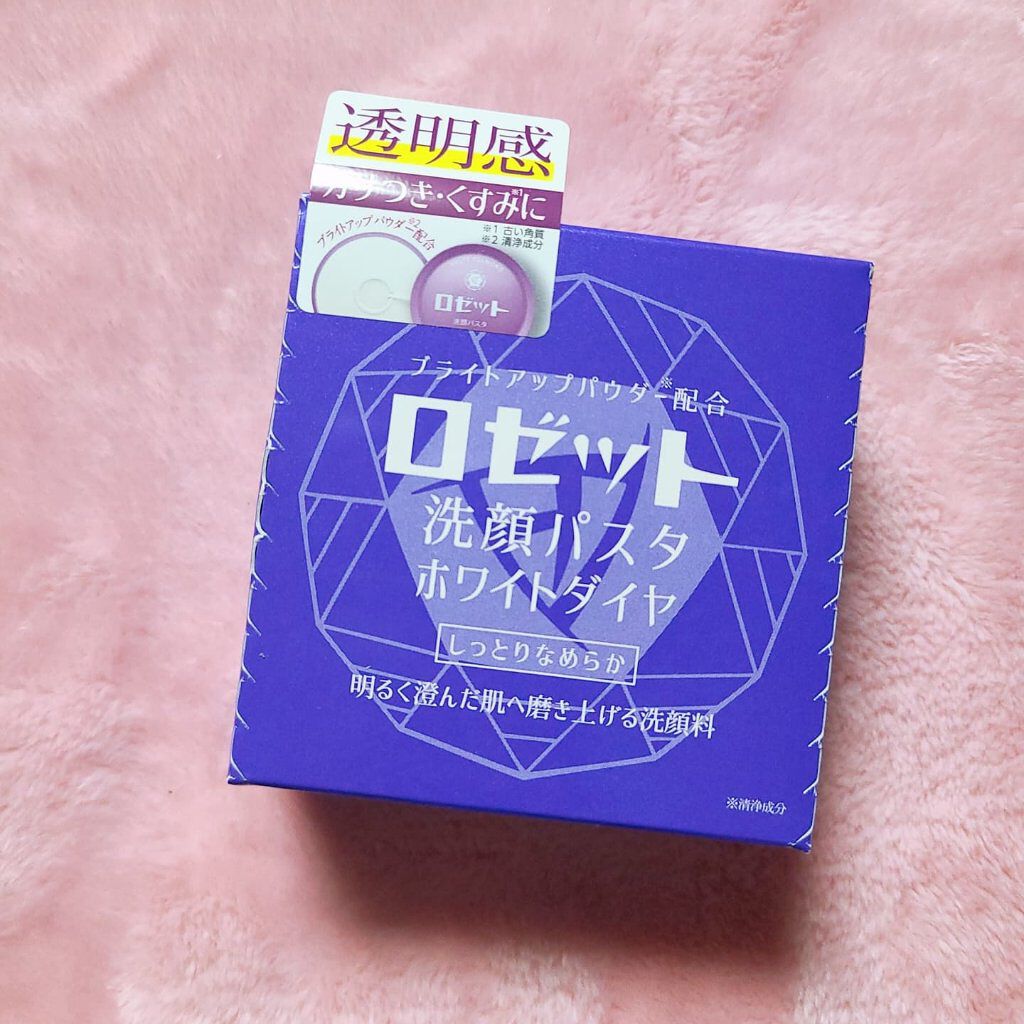 透明感
ガサつき・くすみ※1に
ブライトアップパウダー※2配合
※1 古い角質
※2 清浄成分
ロゼット
洗顔パスタ
ブライトアップパウダー※配合
ロゼット
洗顔パスタ
ホワイトダイヤ
しっとりなめらか
明るく澄んだ肌へ磨き上げる洗顔料
※清浄成分